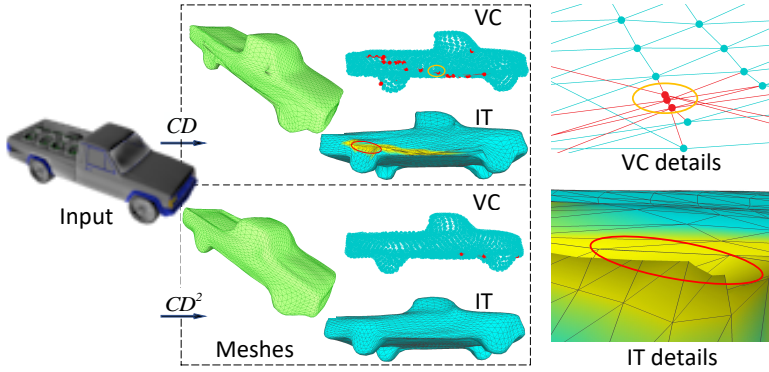 VC
CD
IT
Input
VC
CD²
IT
Meshes
VC details
IT details